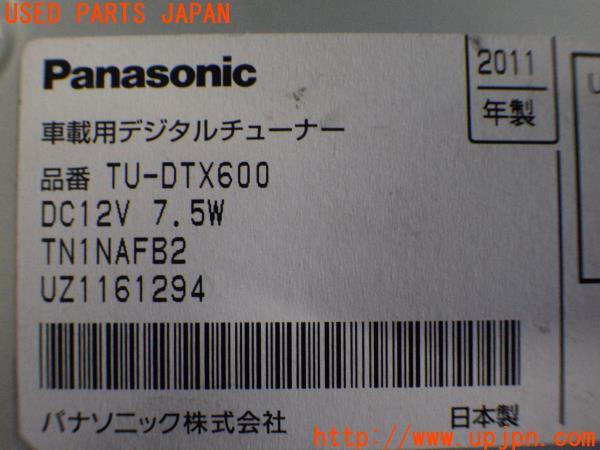 USED PARTS JAPAN
Panasonic
2011
年製
車載用デジタルチューナー
品番 TU-DTX600
DC12V 7.5W
TN1NAFB2
UZ1161294
パナソニック株式会社
日本製
http://www.upjpn.com